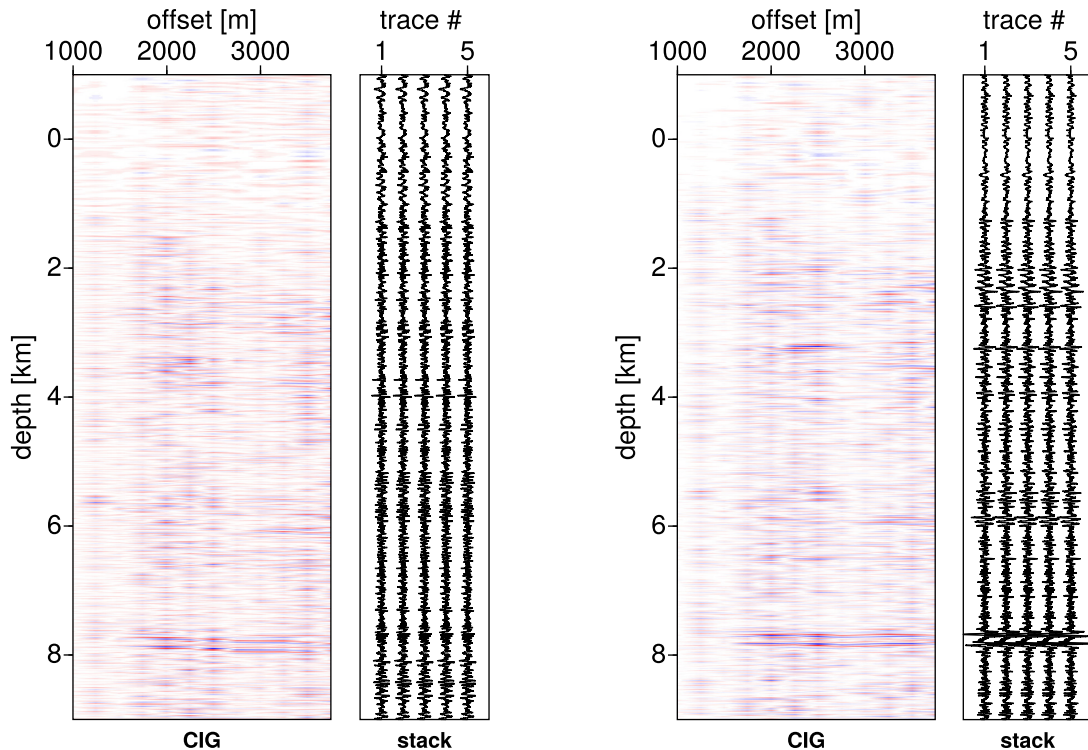 offset [m] trace # offset [m] trace #
1000 2000 3000 1 5 1000 2000 3000 1 5
0 0
2 2
depth [km] depth [km]
4 4
6 6
8 8
CIG stack CIG stack